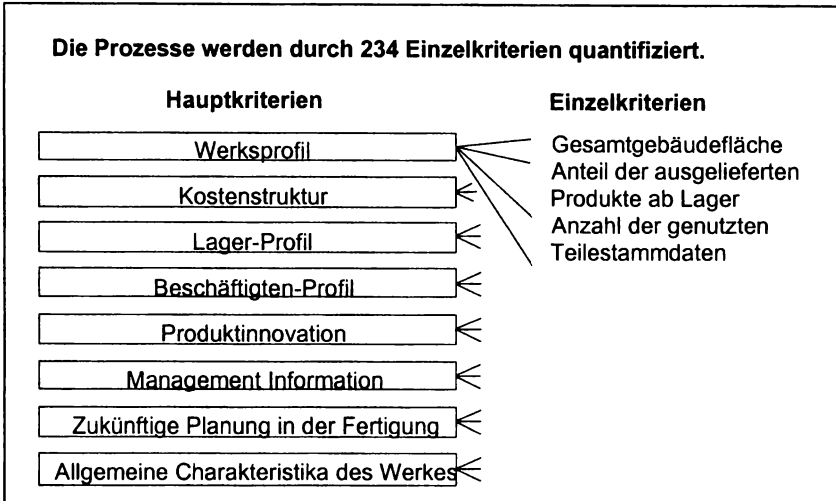 Die Prozesse werden durch 234 Einzelkriterien quantifiziert.
Hauptkriterien
Einzelkriterien
Werksprofil
Kostenstruktur
Lager-Profil
Beschäftigten-Profil
Produktinnovation
Management Information
Zukünftige Planung in der Fertigung
Allgemeine Charakteristika des Werkes
Gesamtgebäudefläche
Anteil der ausgelieferten
Produkte ab Lager
Anzahl der genutzten
Teilestammdaten